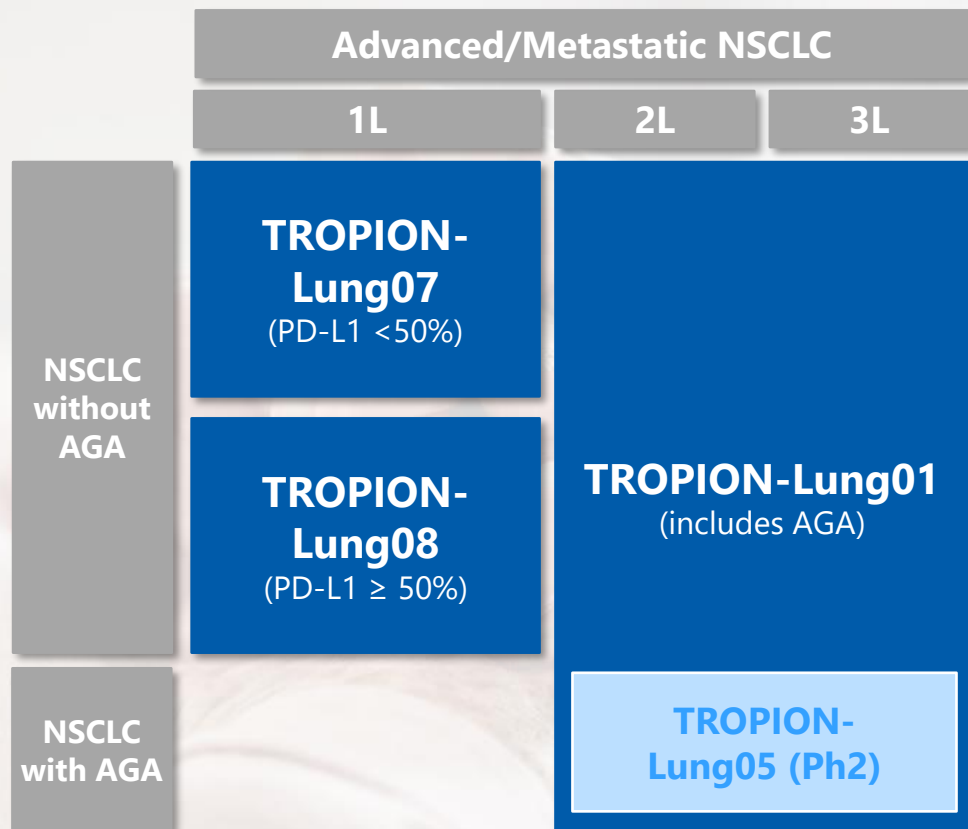 Advanced/Metastatic NSCLC
1L
2L
3L
NSCLC
without
AGA
TROPION-
Lung07
(PD-L1 <50%)
TROPION-
Lung08
(PD-L1 ≥ 50%)
TROPION-Lung01
(includes AGA)
NSCLC
with AGA
TROPION-
Lung05 (Ph2)